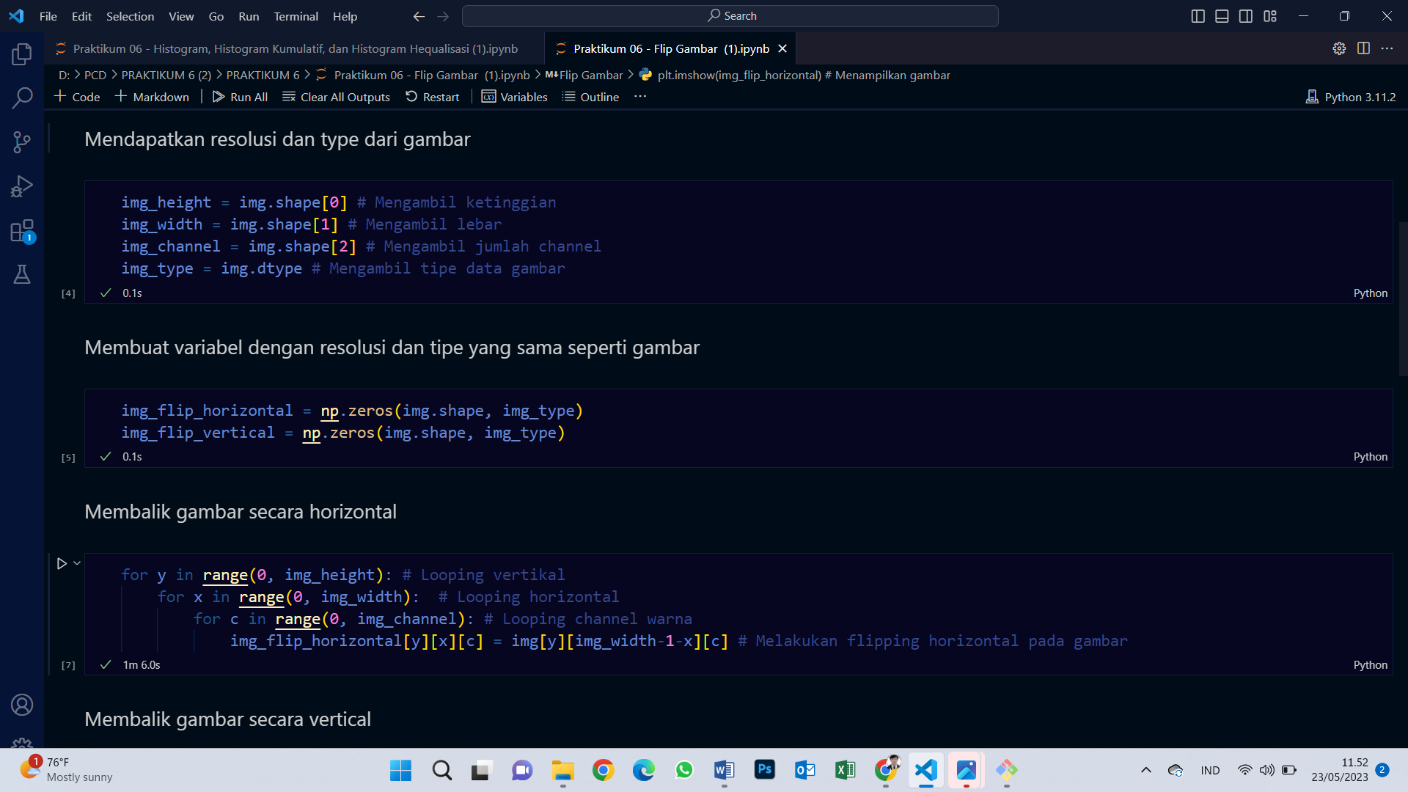 File Edit Selection View Go Run Terminal Help Search
Praktikum 06 - Histogram, Histogram Kumulatif, dan Histogram Hequalisasi (1).ipynb Praktikum 06 - Flip Gambar (1).ipynb
D: > PCD > PRAKTIKUM 6 (2) > PRAKTIKUM 6 > Praktikum 06 - Flip Gambar (1).ipynb > M↓Flip Gambar > plt.imshow(img_flip_horizontal) # Menampilkan gambar
+ Code + Markdown Run All Clear All Outputs Restart Variables Outline ... Python 3.11.2
Mendapatkan resolusi dan type dari gambar
img_height = img.shape[0] # Mengambil ketinggian
img_width = img.shape[1] # Mengambil lebar
1
img_channel = img.shape[2] # Mengambil jumlah channel
img_type = img.dtype # Mengambil tipe data gambar
[4] 0.1s Python
Membuat variabel dengan resolusi dan tipe yang sama seperti gambar
img_flip_horizontal = np.zeros(img.shape, img_type)
img_flip_vertical = np.zeros(img.shape, img_type)
[5] 0.1s Python
Membalik gambar secara horizontal
for y in range(0, img_height): # Looping vertikal
for x in range(0, img_width): # Looping horizontal
for c in range(0, img_channel): # Looping channel warna
img_flip_horizontal[y][x][c] = img[y][img_width-1-x][c] # Melakukan flipping horizontal pada gambar
[7] 1m 6.0s Python
Membalik gambar secara vertical
1 76°F
Mostly sunny
Ps
IND
11.52
23/05/2023
2